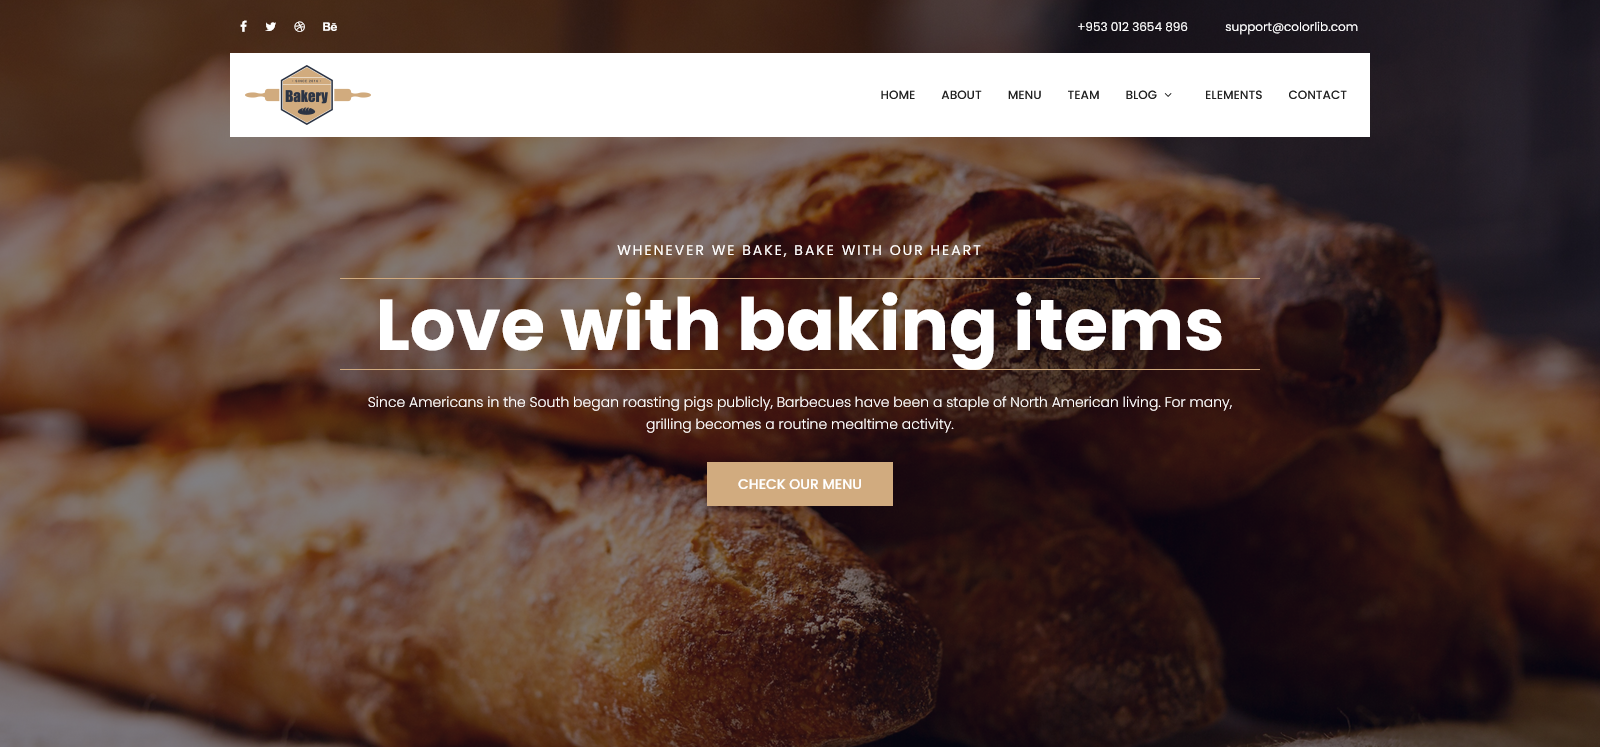 Bē
+953 012 3654 896
support@colorlib.com
Bakery
HOME
ABOUT
MENU
TEAM
BLOG
ELEMENTS
CONTACT
WHENEVER WE BAKE, BAKE WITH OUR HEART
Love with baking items
Since Americans in the South began roasting pigs publicly, Barbecues have been a staple of North American living. For many,
grilling becomes a routine mealtime activity.
CHECK OUR MENU